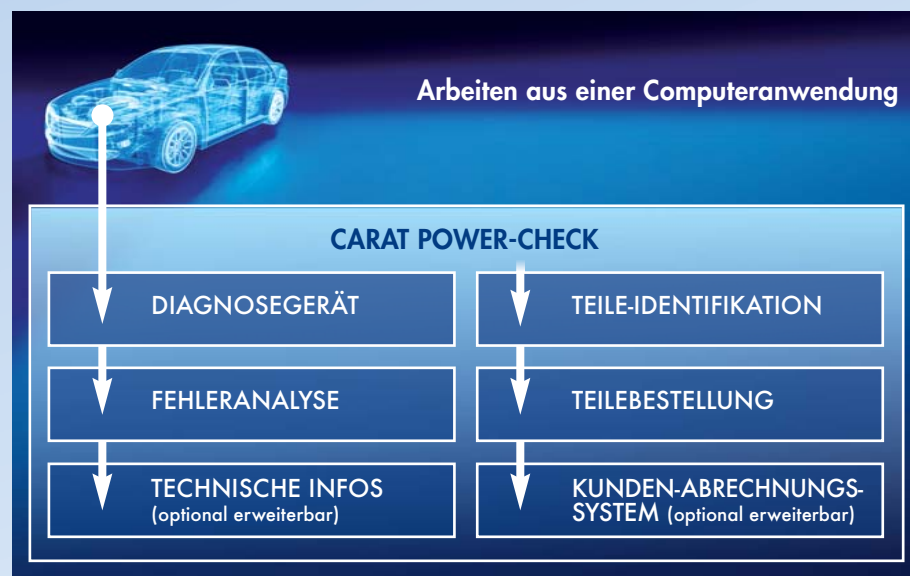 Arbeiten aus einer Computeranwendung
CARAT POWER-CHECK
DIAGNOSEGERÄT
FEHLERANALYSE
TECHNISCHE INFOS
(optional erweiterbar)
TEILE-IDENTIFIKATION
TEILEBESTELLUNG
KUNDEN-ABRECHNUNGS-
SYSTEM (optional erweiterbar)